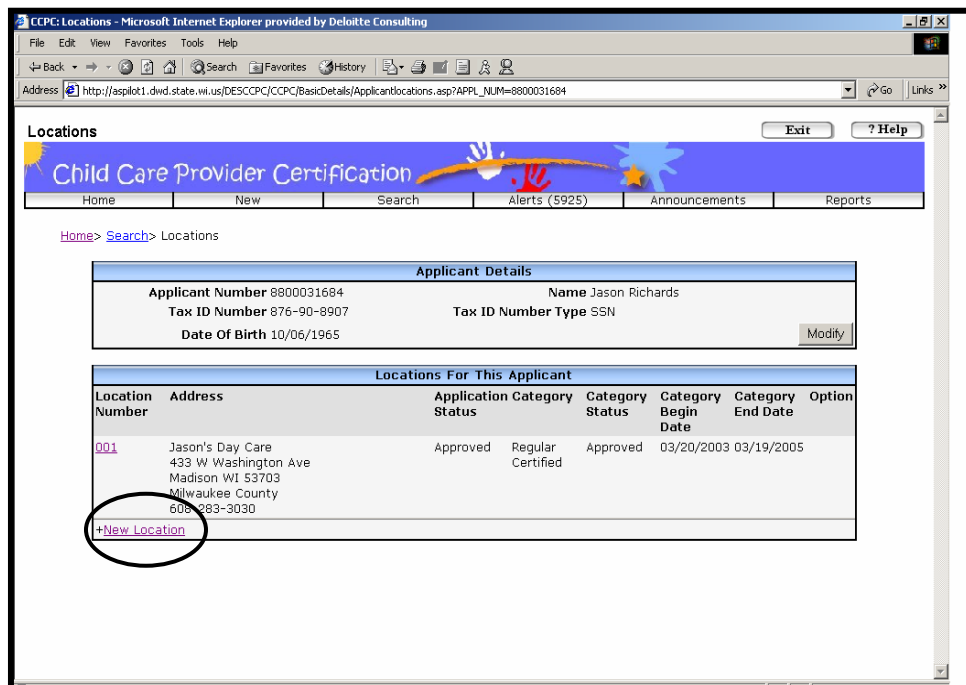 CCPC: Locations - Microsoft Internet Explorer provided by Deloitte Consulting
File Edit View Favorites Tools Help
Back Search Favorites History
Address http://aspilot1.dwd.state.wi.us/DESCCPC/CCPC/BasicDetails/Applicantlocations.asp?APPL_NUM=8800031684 Go Links »
Locations Exit ? Help
Child Care Provider Certification
Home New Search Alerts (5925) Announcements Reports
Home> Search> Locations
Applicant Details
Applicant Number 8800031684 Name Jason Richards
Tax ID Number 876-90-8907 Tax ID Number Type SSN
Date Of Birth 10/06/1965 Modify
Locations For This Applicant
Location Address Application Category Category Category Category Option
Number Status Status Begin End Date
Date
001 Jason's Day Care Approved Regular Approved 03/20/2003 03/19/2005
433 W Washington Ave Certified
Madison WI 53703
Milwaukee County
608-283-3030
+New Location